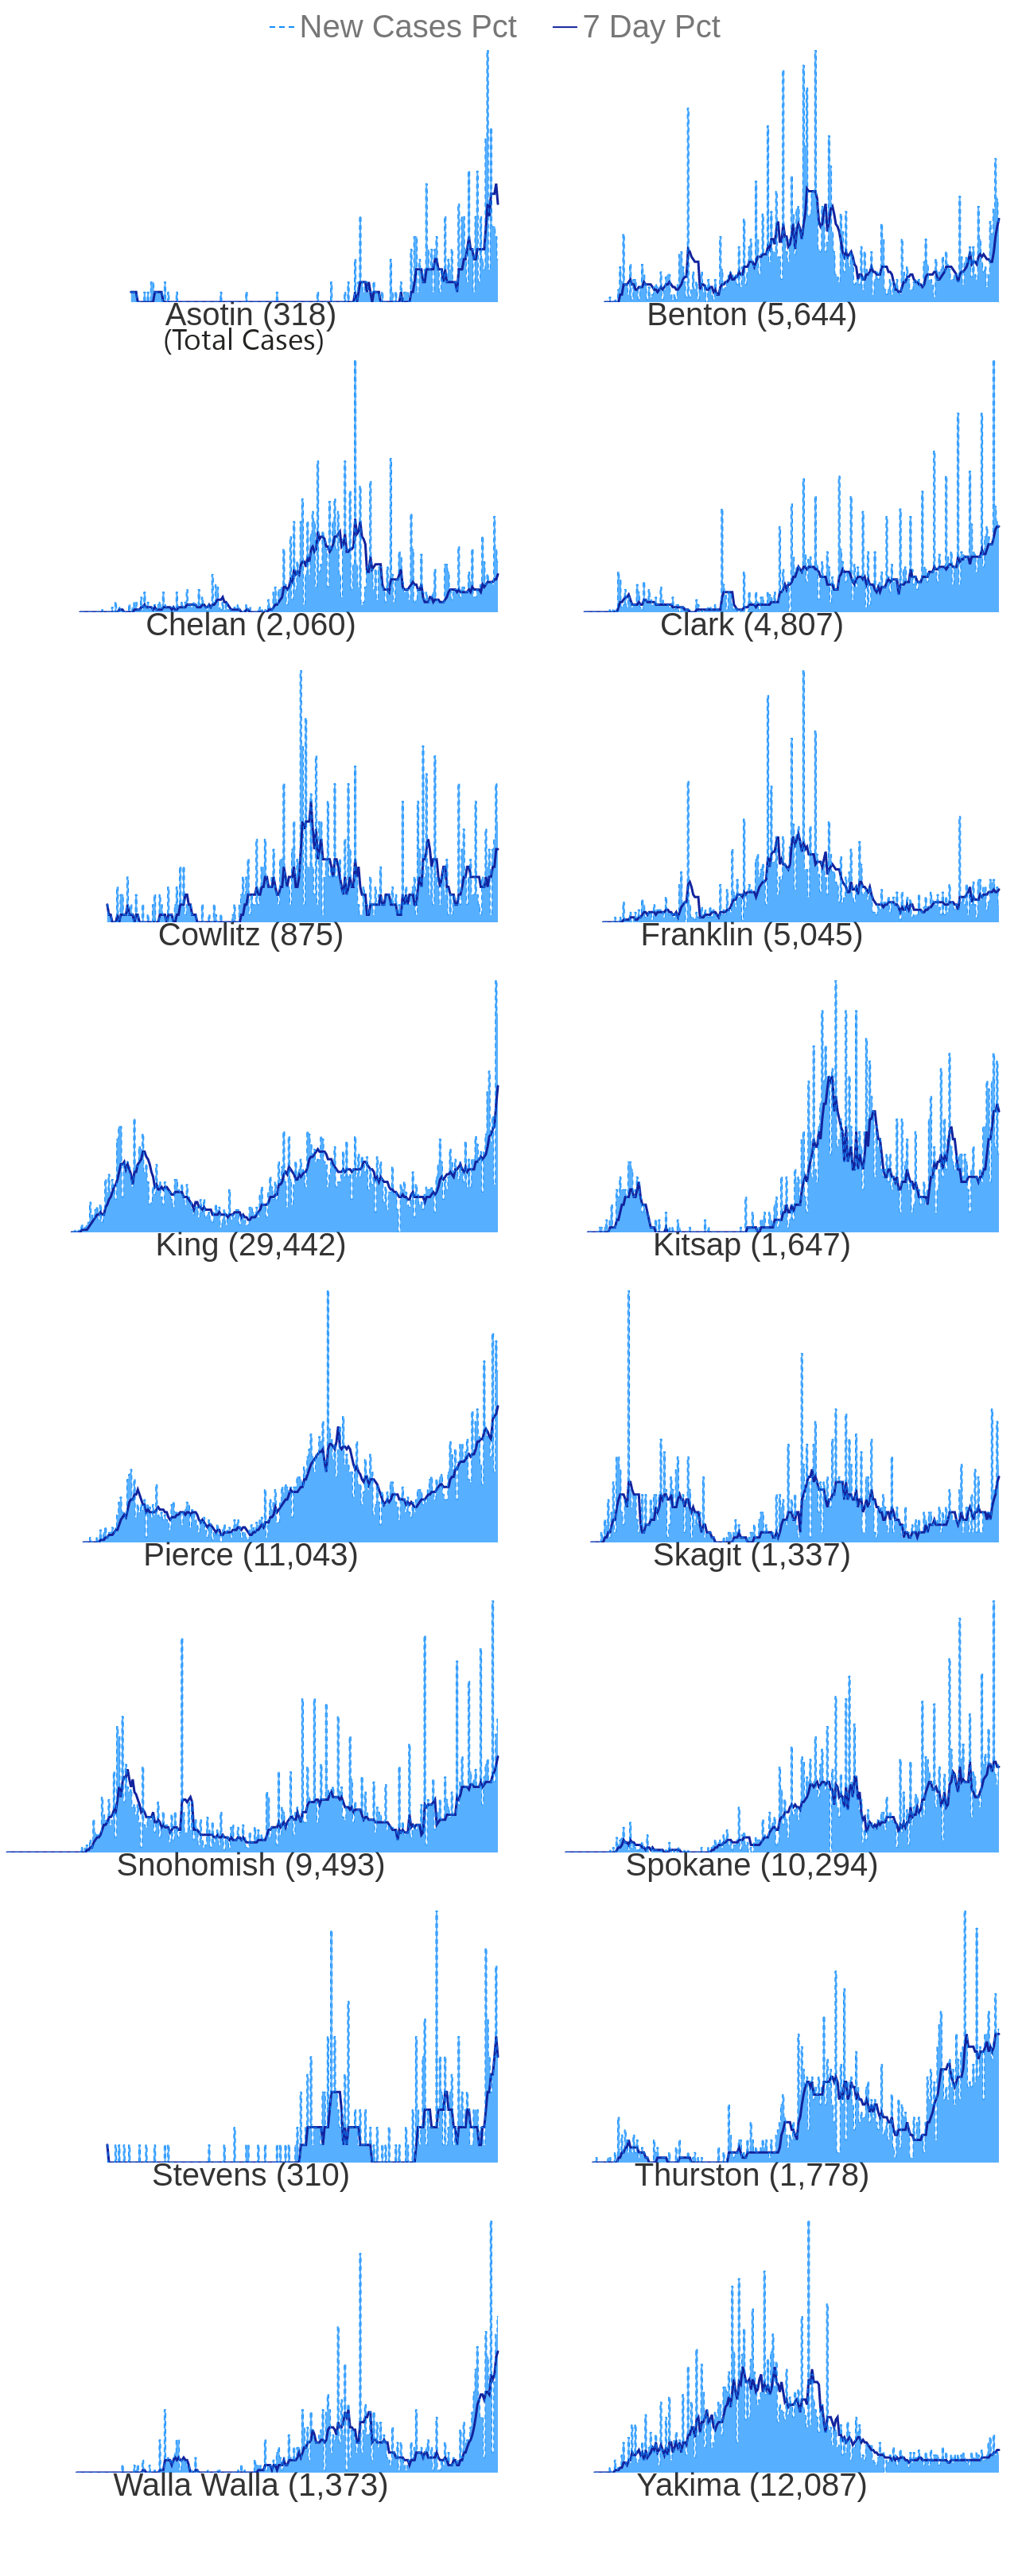 New Cases Pct 7 Day Pct
Asotin (318) Benton (5,644)
(Total Cases)
Chelan (2,060) Clark (4,807)
Cowlitz (875) Franklin (5,045)
King (29,442) Kitsap (1,647)
Pierce (11,043) Skagit (1,337)
Snohomish (9,493) Spokane (10,294)
Stevens (310) Thurston (1,778)
Walla Walla (1,373) Yakima (12,087)